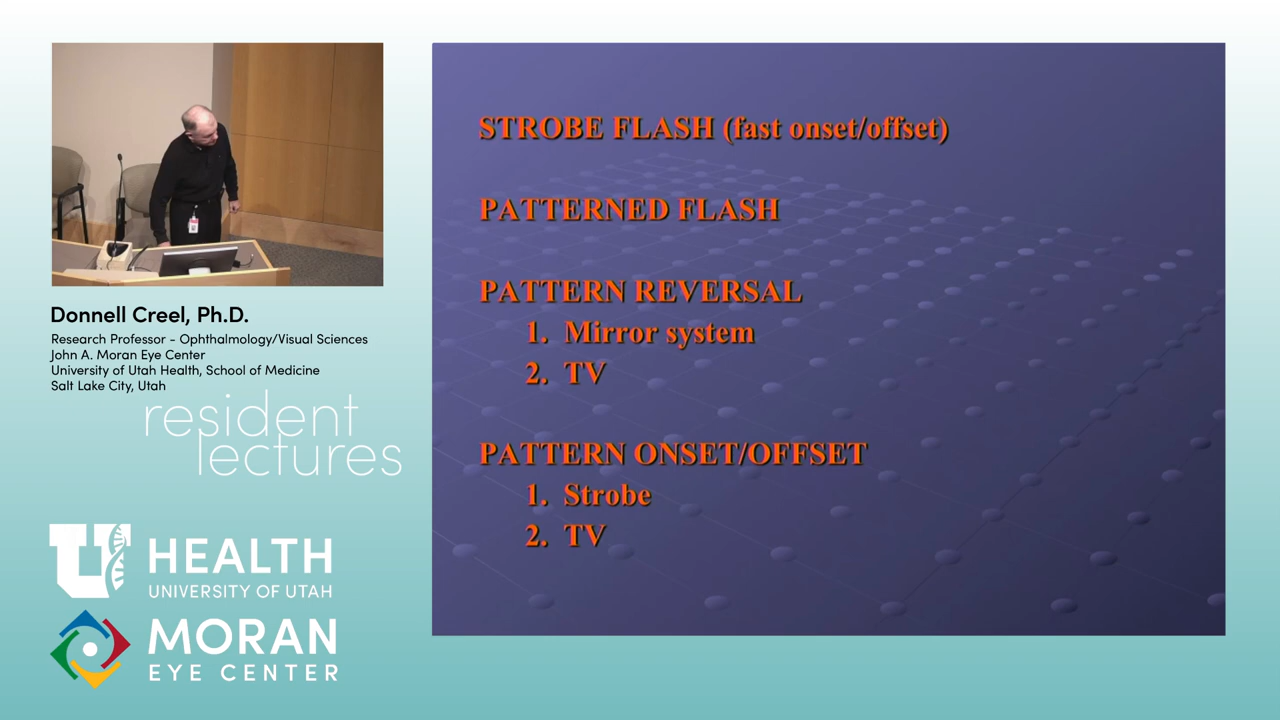 STROBE FLASH (fast onset/offset)
PATTERNED FLASH
PATTERN REVERSAL
1. Mirror system
2. TV
PATTERN ONSET/OFFSET
1. Strobe
2. TV
Donnell Creel, Ph.D.
Research Professor - Ophthalmology/Visual Sciences
John A. Moran Eye Center
University of Utah Health, School of Medicine
Salt Lake City, Utah
resident
lectures
U HEALTH
UNIVERSITY OF UTAH
MORAN
EYE CENTER